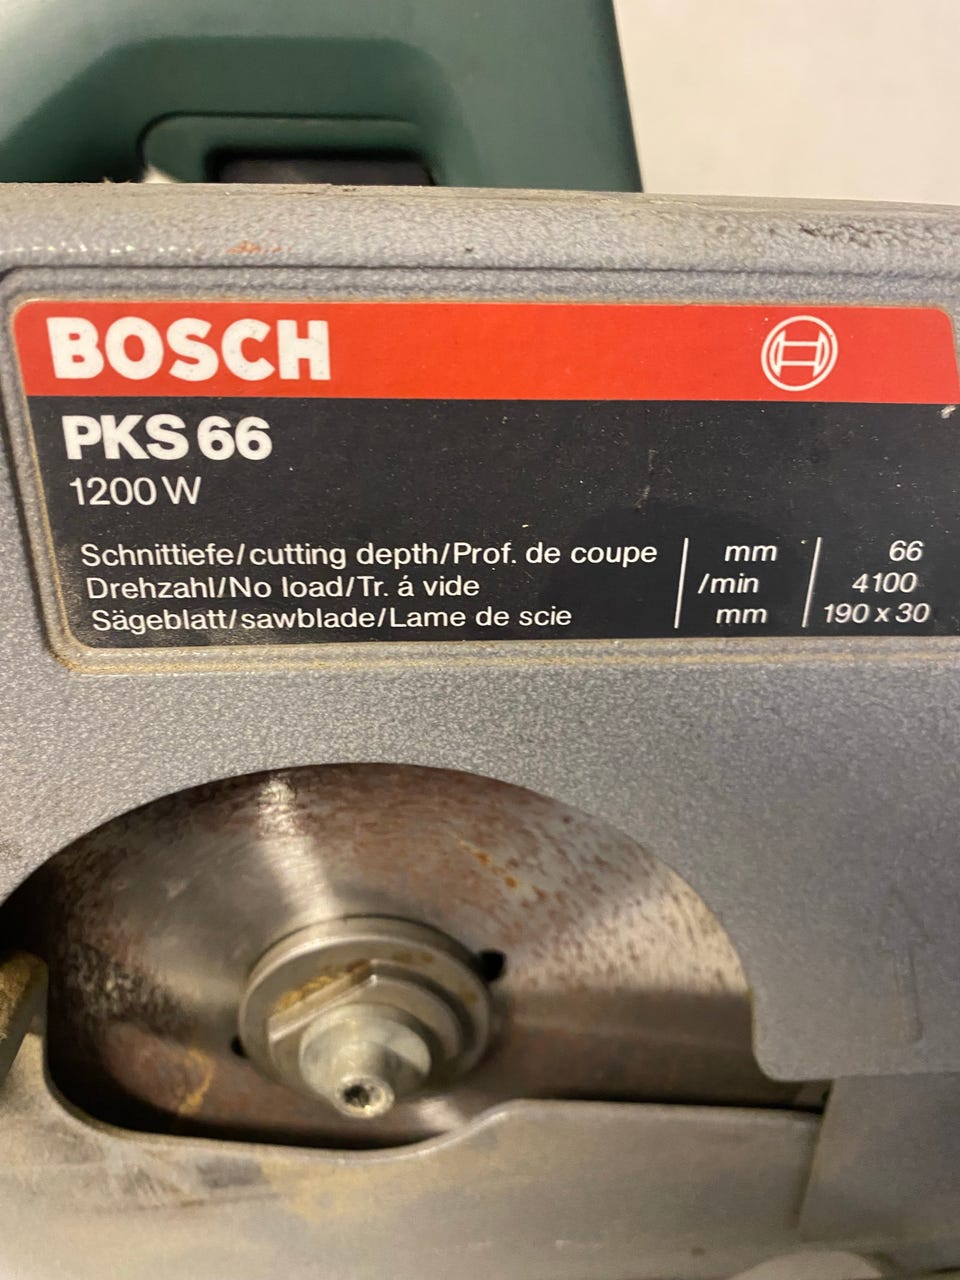 BOSCH
PKS 66
1200 W
Schnittiefe/cutting depth/Prof. de coupe mm 66
Drehzahl/No load/Tr. á vide /min 4100
Sägeblatt/sawblade/Lame de scie mm 190 x 30